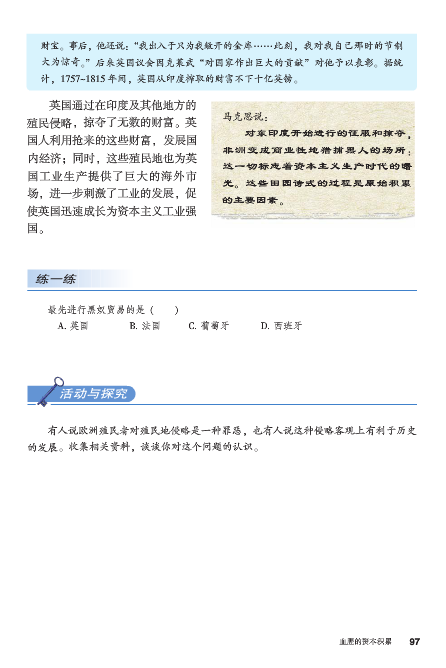 财宝。事后，他还说：“我出入于只为我敞开的金库……此刻，我对我自己那时的节制
大为惊奇。”后来英国议会因克莱武“对国家作出巨大的贡献”对他予以表彰。据统
计，1757~1815年间，英国从印度搾取的财富不下十亿英镑。
英国通过在印度及其他地方的
殖民侵略，掠夺了无数的财富。英
国人利用抢来的这些财富，发展国
内经济；同时，这些殖民地也为英
国工业生产提供了巨大的海外市
场，进一步刺激了工业的发展，促
使英国迅速成长为资本主义工业强
国。
马克思说：
对东印度开始进行的征服和掠夺，
非洲变成商业性地猎捕黑人的场所：
这一切标志着资本主义生产时代的曙
光。这些田园诗式的过程是原始积累
的主要因素。
练一练
最先进行黑奴贸易的是（　　）
A. 英国　B. 法国　C. 葡萄牙　D. 西班牙
活动与探究
有人说欧洲殖民者对殖民地侵略是一种罪恶，也有人说这种侵略客观上有利于历史
的发展。收集相关资料，谈谈你对这个问题的认识。
血腥的资本积累　97